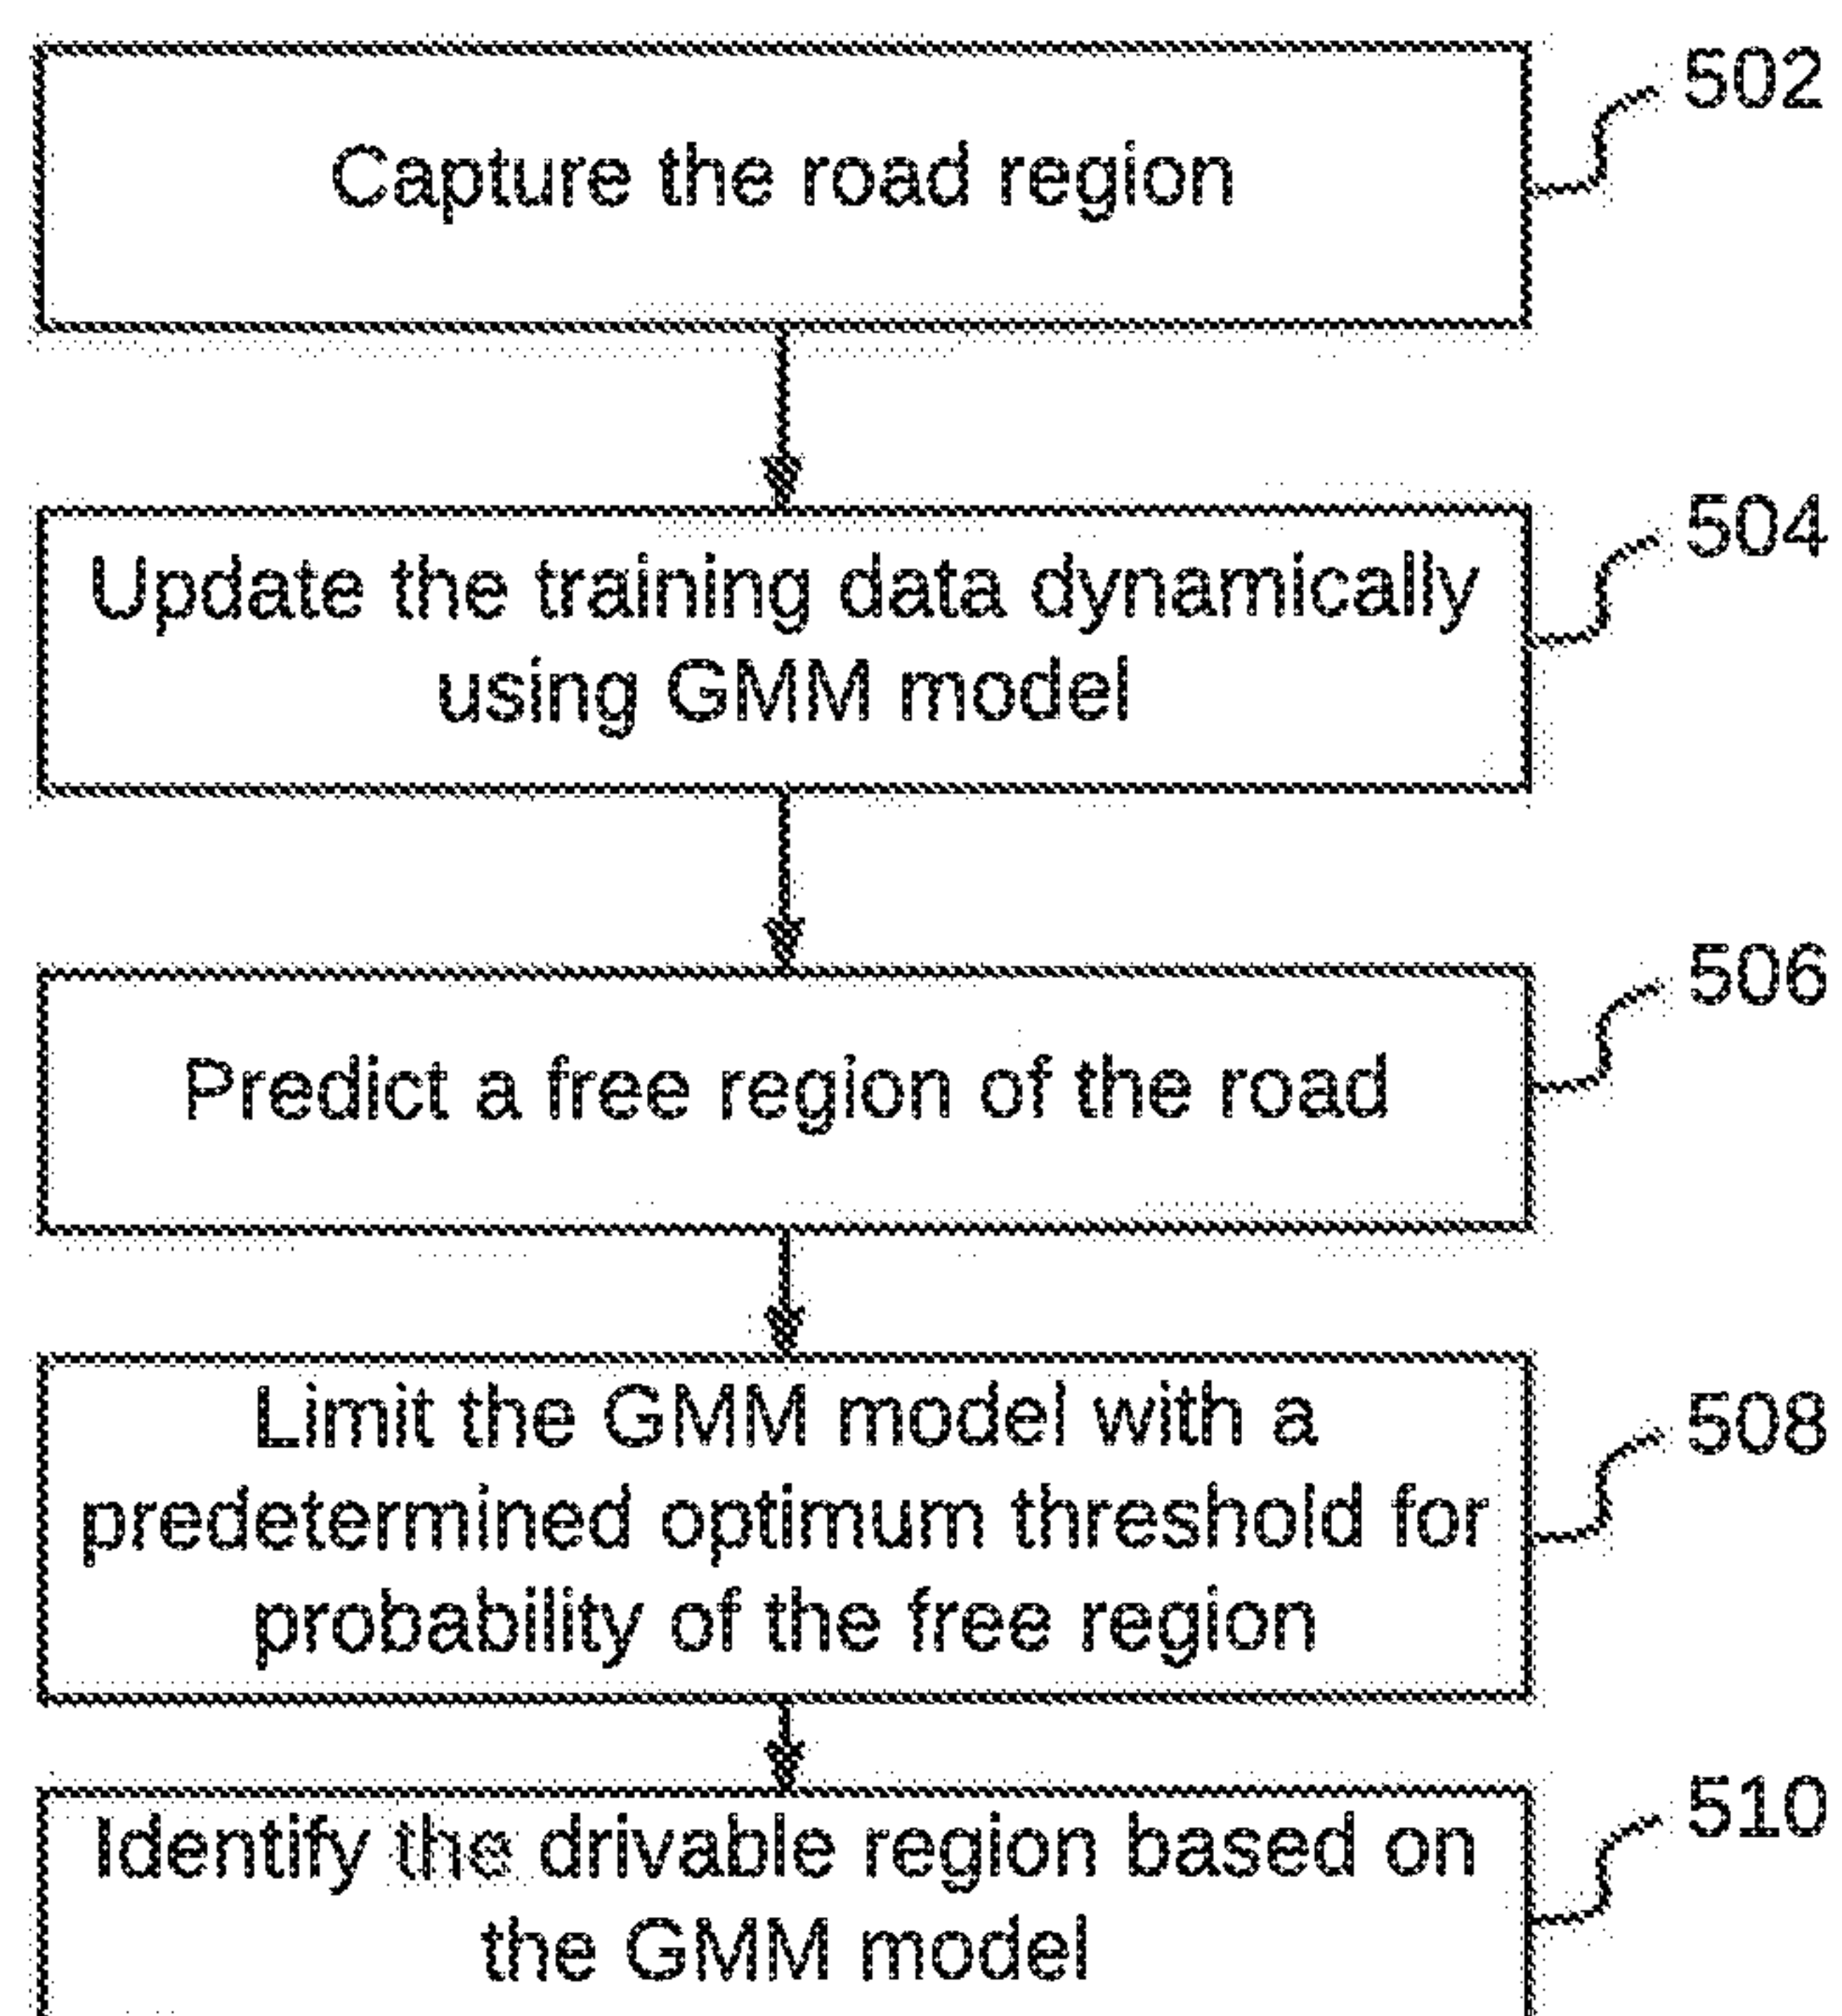 502
Capture the road region
504
Update the training data dynamically
using GMM model
506
Predict a free region of the road
508
Limit the GMM model with a
predetermined optimum threshold for
probability of the free region
510
Identify the drivable region based on
the GMM model